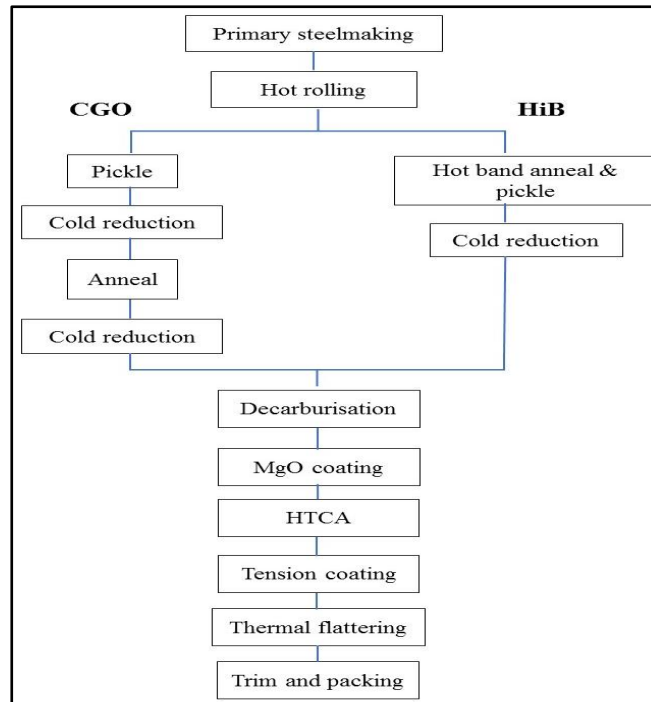 Primary steelmaking
Hot rolling
CGO
HiB
Pickle
Hot band anneal &
pickle
Cold reduction
Cold reduction
Anneal
Cold reduction
Decarburisation
MgO coating
HTCA
Tension coating
Thermal flattering
Trim and packing